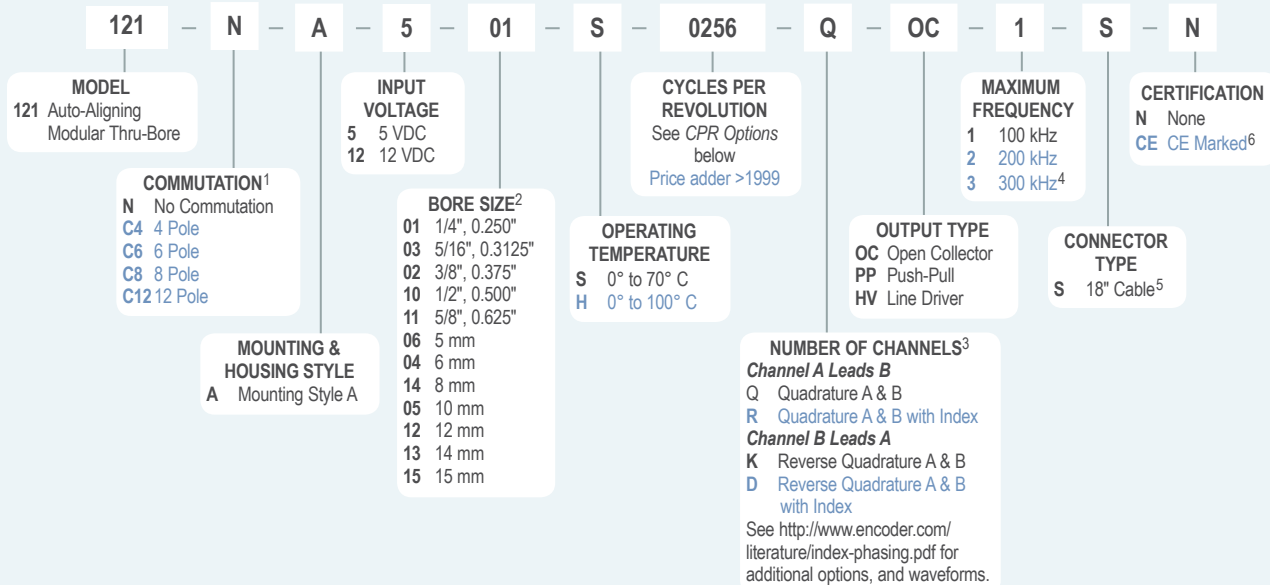 121 – N – A – 5 – 01 – S – 0256 – Q – OC – 1 – S – N
MODEL
121 Auto-Aligning
Modular Thru-Bore
COMMUTATION1
N No Commutation
C4 4 Pole
C6 6 Pole
C8 8 Pole
C12 12 Pole
MOUNTING &
HOUSING STYLE
A Mounting Style A
INPUT
VOLTAGE
5 5 VDC
12 12 VDC
BORE SIZE2
01 1/4", 0.250"
03 5/16", 0.3125"
02 3/8", 0.375"
10 1/2", 0.500"
11 5/8", 0.625"
06 5 mm
04 6 mm
14 8 mm
05 10 mm
12 12 mm
13 14 mm
15 15 mm
OPERATING
TEMPERATURE
S 0° to 70° C
H 0° to 100° C
CYCLES PER
REVOLUTION
See CPR Options
below
Price adder >1999
NUMBER OF CHANNELS3
Channel A Leads B
Q Quadrature A & B
R Quadrature A & B with Index
Channel B Leads A
K Reverse Quadrature A & B
D Reverse Quadrature A & B
with Index
See http://www.encoder.com/
literature/index-phasing.pdf for
additional options, and waveforms.
OUTPUT TYPE
OC Open Collector
PP Push-Pull
HV Line Driver
MAXIMUM
FREQUENCY
1 100 kHz
2 200 kHz
3 300 kHz4
CONNECTOR
TYPE
S 18" Cable5
CERTIFICATION
N None
CE CE Marked6